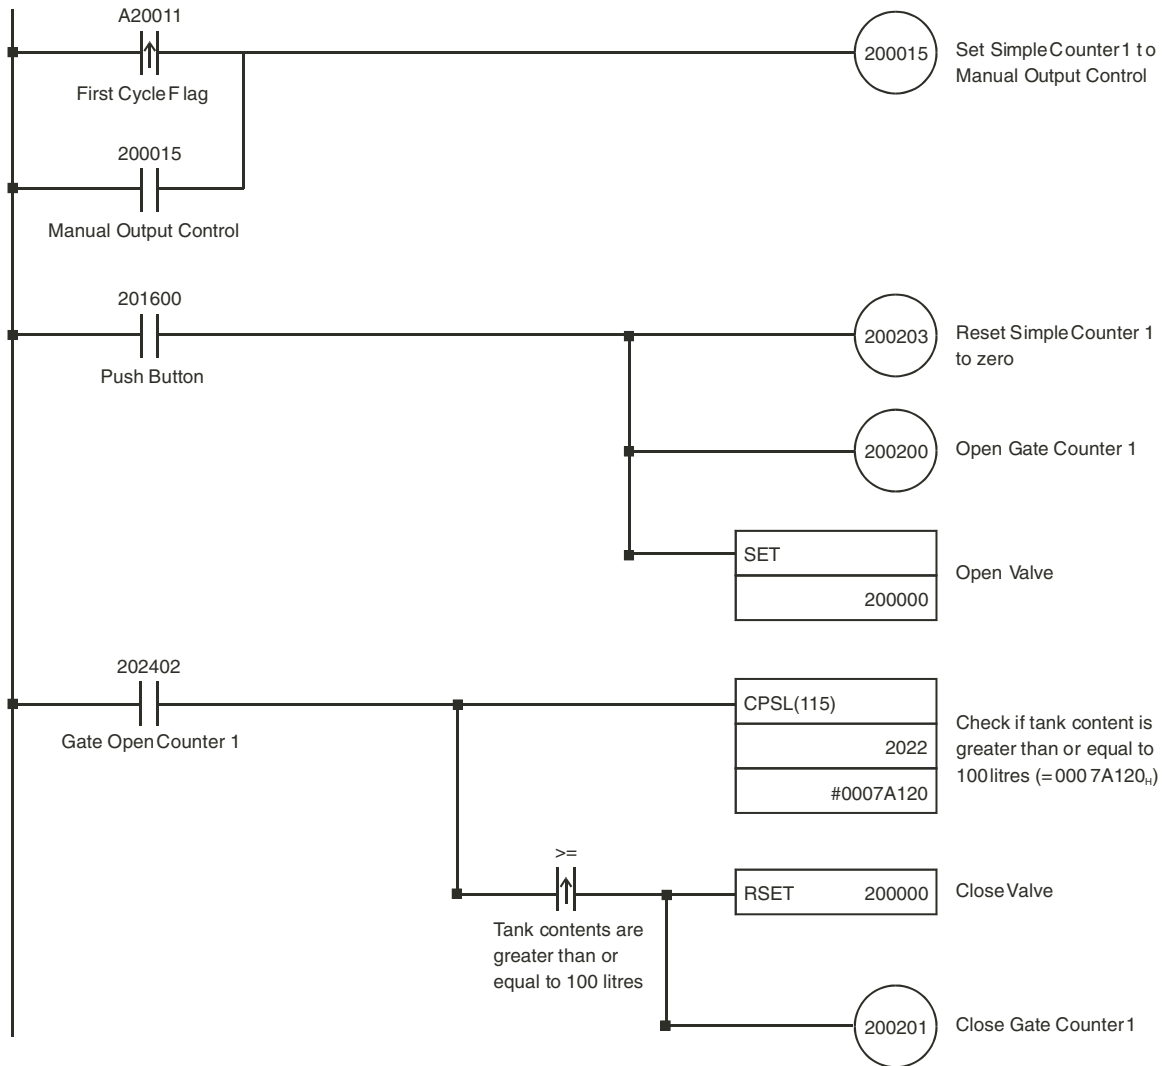 A20011
First Cycle Flag
200015
Set Simple Counter 1 to
Manual Output Control
200015
Manual Output Control
201600
Push Button
200203
Reset Simple Counter 1
to zero
200200
Open Gate Counter 1
SET
200000
Open Valve
202402
Gate Open Counter 1
CPSL(115)
2022
#0007A120
Check if tank content is
greater than or equal to
100 litres (= 000 7A120H)
>=
Tank contents are
greater than or
equal to 100 litres
RSET 200000
Close Valve
200201
Close Gate Counter 1